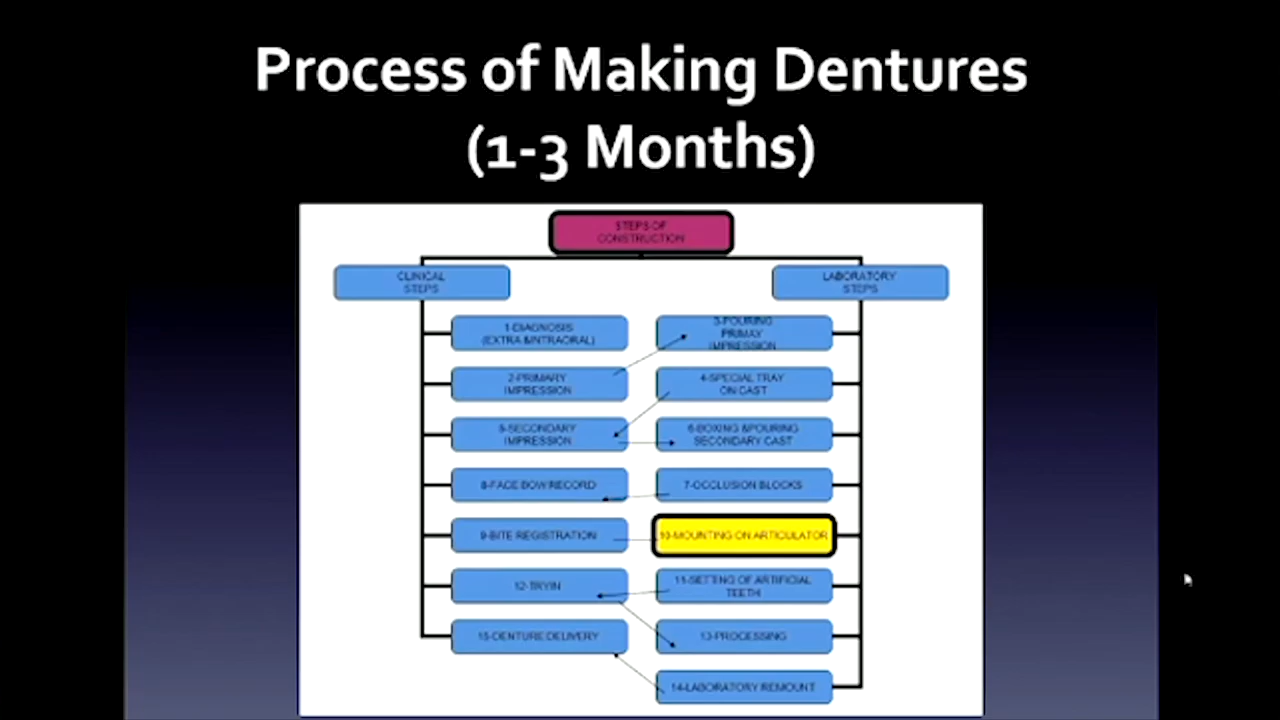 Process of Making Dentures
(1-3 Months)
STEPS OF
CONSTRUCTION
CLINICAL
STEPS
LABORATORY
STEPS
1-DIAGNOSIS
(EXTRA &INTRAORAL)
3-POURING
PRIMAY
IMPRESSION
2-PRIMARY
IMPRESSION
4-SPECIAL TRAY
ON CAST
5-SECONDARY
IMPRESSION
6-BOXING &POURING
SECONDARY CAST
8-FACE BOW RECORD
7-OCCLUSION BLOCKS
9-BITE REGISTRATION
10-MOUNTING ON ARTICULATOR
12-TRYIN
11-SETTING OF ARTIFICIAL
TEETH
15-DENTURE DELIVERY
13-PROCESSING
14-LABORATORY REMOUNT